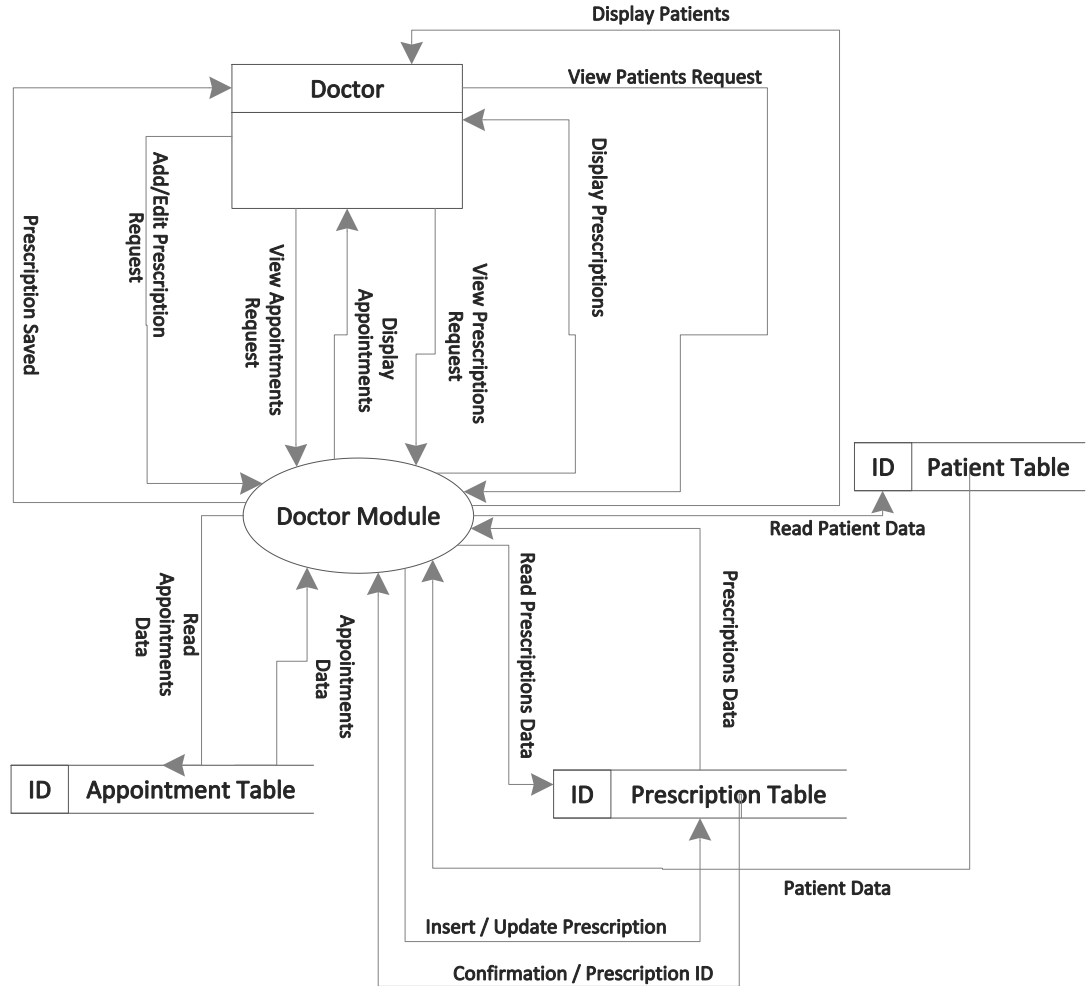 Display Patients
View Patients Request
Doctor
Display Prescriptions
Add/Edit Prescription
Request
Prescription Saved
View Appointments
Request
Display
Appointments
View Prescriptions
Request
ID
Patient Table
Doctor Module
Read Patient Data
Read
Appointments
Data
Appointments
Data
Read Prescriptions Data
Prescriptions Data
ID
Appointment Table
ID
Prescription Table
Patient Data
Insert / Update Prescription
Confirmation / Prescription ID